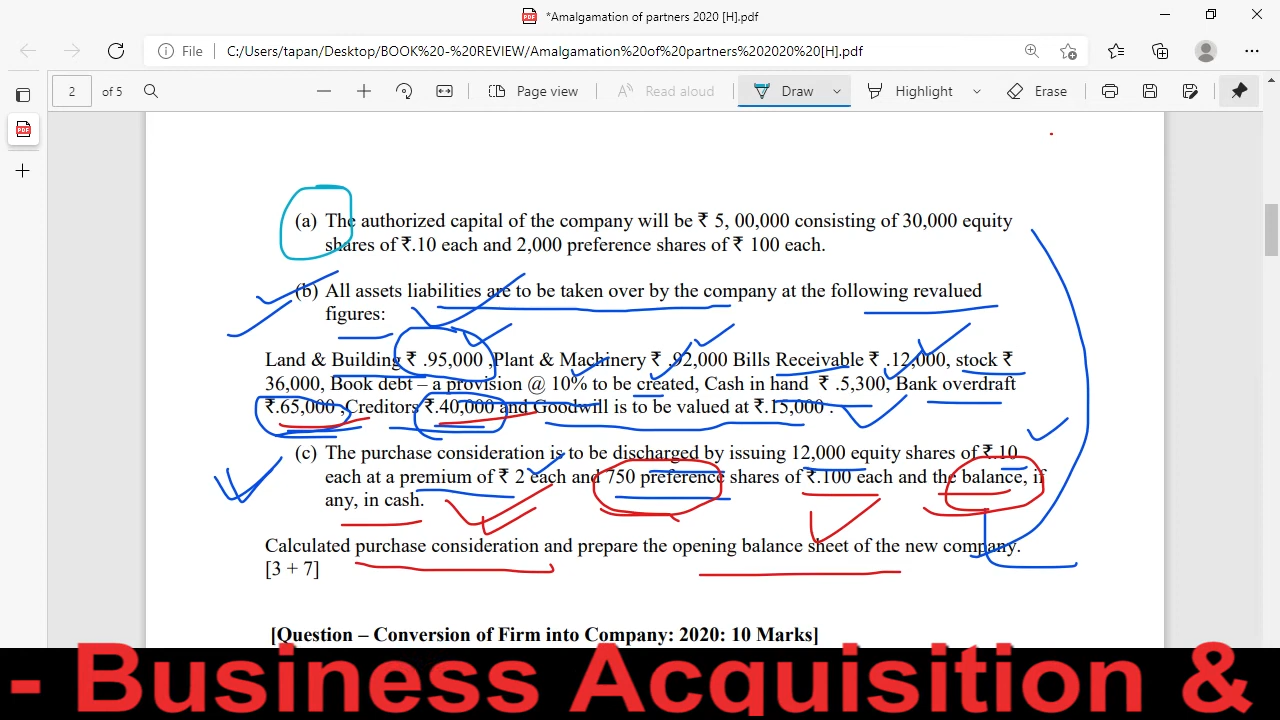 *Amalgamation of partners 2020 [H].pdf
File C:/Users/tapan/Desktop/BOOK%20-%20REVIEW/Amalgamation%20of%20partners%202020%20[H].pdf
2 of 5 Page view Read aloud Draw Highlight Erase
(a) The authorized capital of the company will be ₹ 5, 00,000 consisting of 30,000 equity
shares of ₹.10 each and 2,000 preference shares of ₹ 100 each.
(b) All assets liabilities are to be taken over by the company at the following revalued
figures:
Land & Building ₹ .95,000 ,Plant & Machinery ₹ .92,000 Bills Receivable ₹ .12,000, stock ₹
36,000, Book debt – a provision @ 10% to be created, Cash in hand ₹ .5,300, Bank overdraft
₹.65,000 ,Creditors ₹.40,000 and Goodwill is to be valued at ₹.15,000 .
(c) The purchase consideration is to be discharged by issuing 12,000 equity shares of ₹.10
each at a premium of ₹ 2 each and 750 preference shares of ₹.100 each and the balance, if
any, in cash.
Calculated purchase consideration and prepare the opening balance sheet of the new company.
[3 + 7]
[Question – Conversion of Firm into Company: 2020: 10 Marks]
- Business Acquisition &